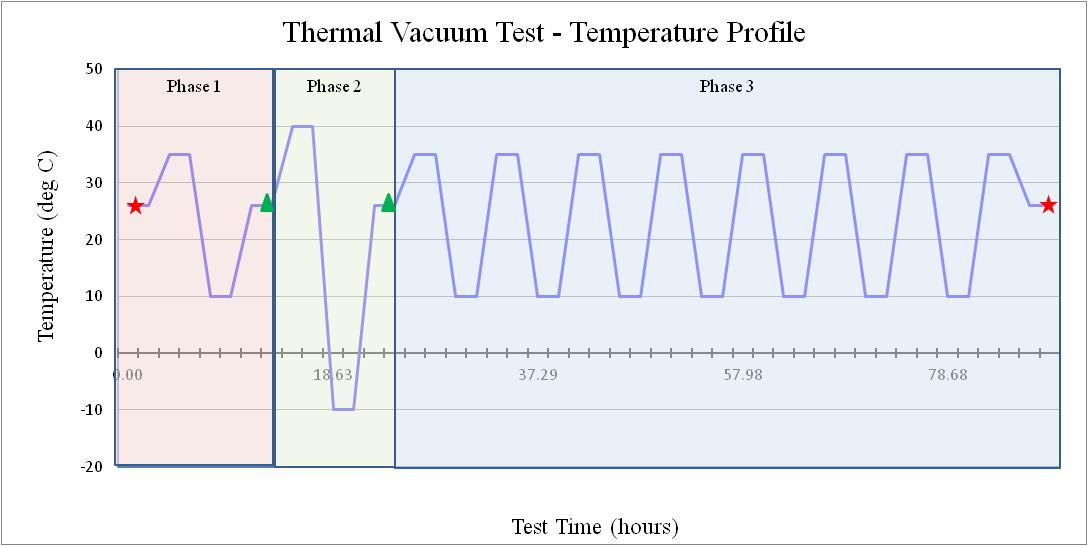 Thermal Vacuum Test - Temperature Profile
Phase 1
Phase 2
Phase 3
50
40
30
20
10
0
-10
-20
Temperature (deg C)
0.00
18.63
37.29
57.98
78.68
Test Time (hours)